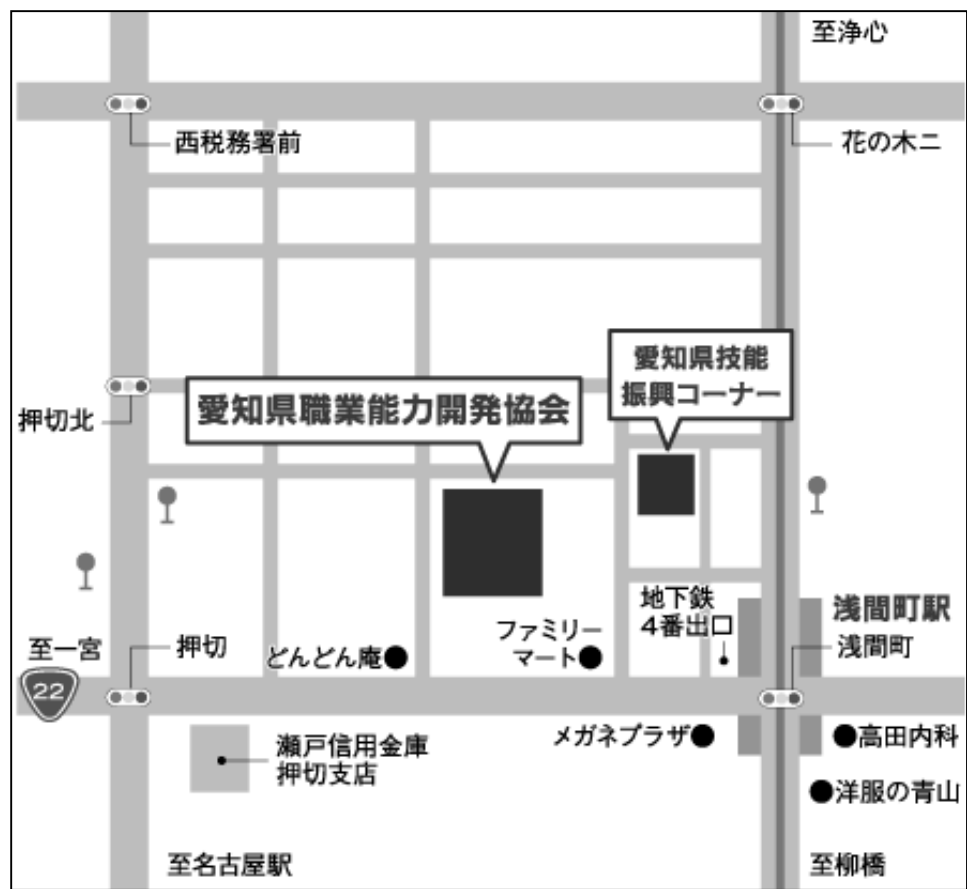 至浄心
西税務署前
花の木ニ
愛知県技能
振興コーナー
愛知県職業能力開発協会
押切北
地下鉄
4番出口
浅間町駅
ファミリー
マート
至一宮
押切
どんどん庵
浅間町
22
メガネプラザ
高田内科
瀬戸信用金庫
押切支店
洋服の青山
至名古屋駅
至柳橋